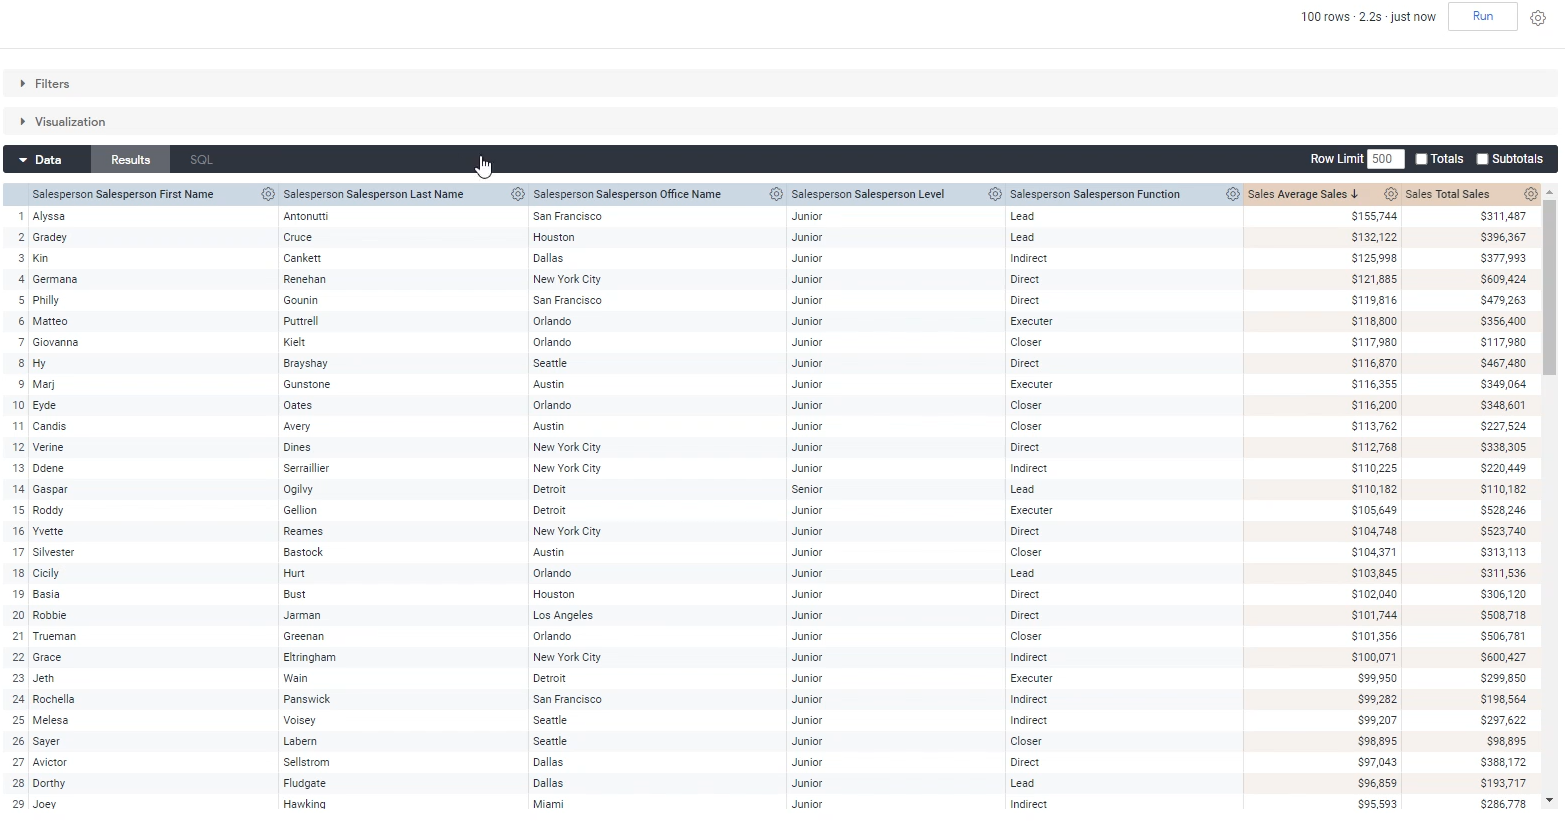 100 rows · 2.2s · just now Run
Filters
Visualization
Data Results SQL Row Limit 500 Totals Subtotals
Salesperson Salesperson First Name Salesperson Salesperson Last Name Salesperson Salesperson Office Name Salesperson Salesperson Level Salesperson Salesperson Function Sales Average Sales ↓ Sales Total Sales
1 Alyssa Antonutti San Francisco Junior Lead $155,744 $311,487
2 Gradey Cruce Houston Junior Lead $132,122 $396,367
3 Kin Cankett Dallas Junior Indirect $125,998 $377,993
4 Germana Renehan New York City Junior Direct $121,885 $609,424
5 Philly Gounin San Francisco Junior Direct $119,816 $479,263
6 Matteo Puttrell Orlando Junior Executer $118,800 $356,400
7 Giovanna Kielt Orlando Junior Closer $117,980 $117,980
8 Hy Brayshay Seattle Junior Direct $116,870 $467,480
9 Marj Gunstone Austin Junior Executer $116,355 $349,064
10 Eyde Oates Orlando Junior Closer $116,200 $348,601
11 Candis Avery Austin Junior Closer $113,762 $227,524
12 Verine Dines New York City Junior Direct $112,768 $338,305
13 Ddene Serraillier New York City Junior Indirect $110,225 $220,449
14 Gaspar Ogilvy Detroit Senior Lead $110,182 $110,182
15 Roddy Gellion Detroit Junior Executer $105,649 $528,246
16 Yvette Reames New York City Junior Direct $104,748 $523,740
17 Silvester Bastock Austin Junior Closer $104,371 $313,113
18 Cicily Hurt Orlando Junior Lead $103,845 $311,536
19 Basia Bust Houston Junior Direct $102,040 $306,120
20 Robbie Jarman Los Angeles Junior Direct $101,744 $508,718
21 Trueman Greenan Orlando Junior Closer $101,356 $506,781
22 Grace Eltringham New York City Junior Indirect $100,071 $600,427
23 Jeth Wain Detroit Junior Executer $99,950 $299,850
24 Rochella Panswick San Francisco Junior Indirect $99,282 $198,564
25 Melesa Voisey Seattle Junior Indirect $99,207 $297,622
26 Sayer Labern Seattle Junior Closer $98,895 $98,895
27 Avictor Sellstrom Dallas Junior Direct $97,043 $388,172
28 Dorthy Fludgate Dallas Junior Lead $96,859 $193,717
29 Joey Hawking Miami Junior Indirect $95,593 $286,778